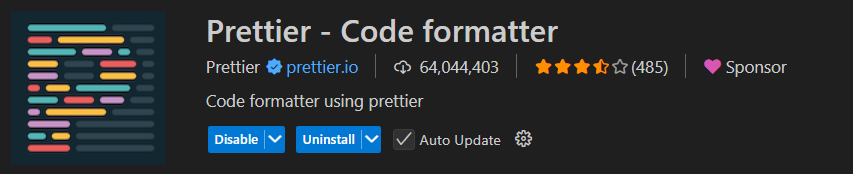 Prettier - Code formatter
Prettier prettier.io 64,044,403 (485) Sponsor
Code formatter using prettier
Disable Uninstall Auto Update